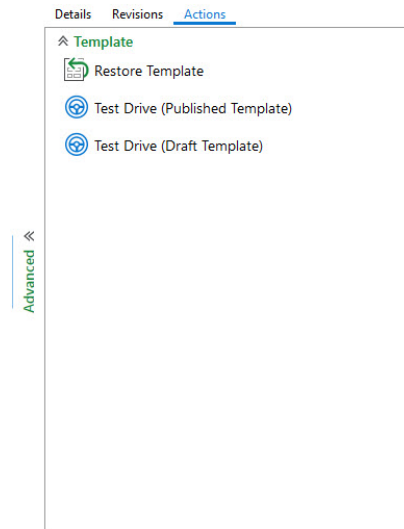 Details Revisions Actions
Template
Restore Template
Test Drive (Published Template)
Test Drive (Draft Template)
Advanced